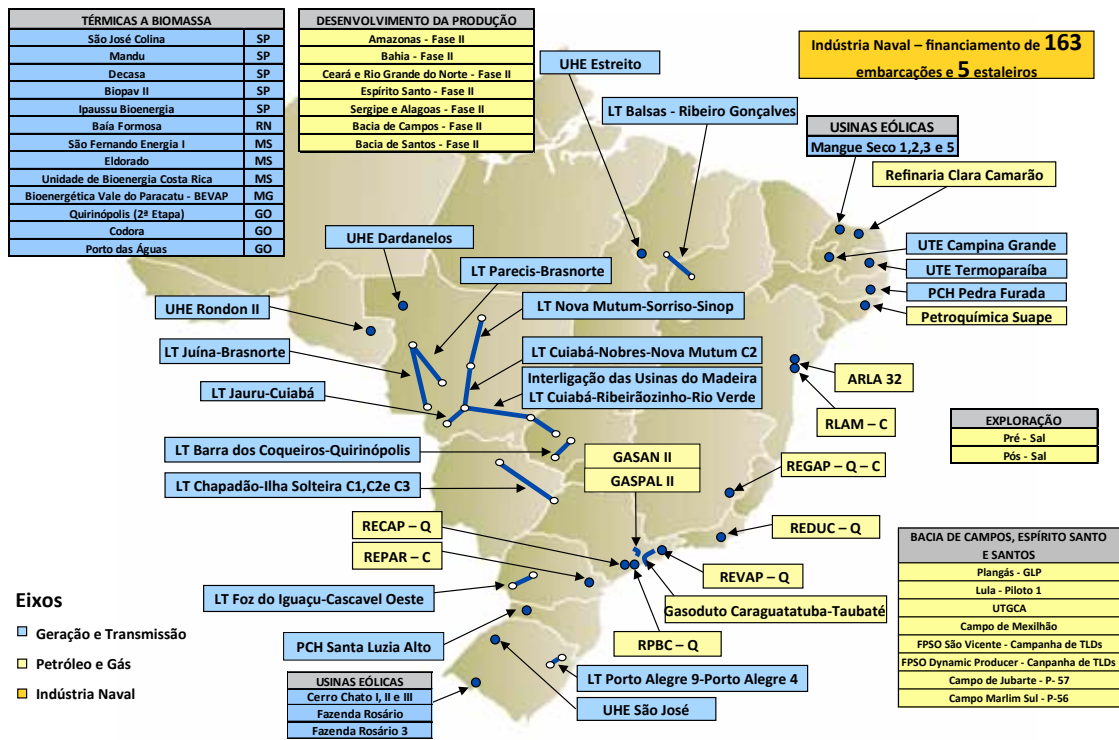 TÉRMICAS A BIOMASSA
São José Colina SP
Mandu SP
Decasa SP
Biopav II SP
Ipaussu Bioenergia SP
Baía Formosa RN
São Fernando Energia I MS
Eldorado MS
Unidade de Bioenergia Costa Rica MS
Bioenergética Vale do Paracatu - BEVAP MG
Quirinópolis (2ª Etapa) GO
Codora GO
Porto das Águas GO
DESENVOLVIMENTO DA PRODUÇÃO
Amazonas - Fase II
Bahia - Fase II
Ceará e Rio Grande do Norte - Fase II
Espírito Santo - Fase II
Sergipe e Alagoas - Fase II
Bacia de Campos - Fase II
Bacia de Santos - Fase II
Indústria Naval – financiamento de 163
embarcações e 5 estaleiros
UHE Estreito
LT Balsas - Ribeiro Gonçalves
USINAS EÓLICAS
Mangue Seco 1,2,3 e 5
Refinaria Clara Camarão
UHE Dardanelos
UTE Campina Grande
LT Parecis-Brasnorte
UTE Termoparaíba
PCH Pedra Furada
UHE Rondon II
LT Nova Mutum-Sorriso-Sinop
Petroquímica Suape
LT Juína-Brasnorte
LT Cuiabá-Nobres-Nova Mutum C2
Interligação das Usinas do Madeira
LT Cuiabá-Ribeirãozinho-Rio Verde
ARLA 32
LT Jauru-Cuiabá
RLAM – C
EXPLORAÇÃO
Pré - Sal
Pós - Sal
LT Barra dos Coqueiros-Quirinópolis
GASAN II
GASPAL II
REGAP – Q – C
LT Chapadão-Ilha Solteira C1,C2e C3
RECAP – Q
REDUC – Q
REPAR – C
REVAP – Q
BACIA DE CAMPOS, ESPÍRITO SANTO
E SANTOS
Plangás - GLP
Lula - Piloto 1
UTGCA
Campo de Mexilhão
FPSO São Vicente - Campanha de TLDs
FPSO Dynamic Producer - Canpanha de TLDs
Campo de Jubarte - P- 57
Campo Marlim Sul - P-56
LT Foz do Iguaçu-Cascavel Oeste
Gasoduto Caraguatatuba-Taubaté
Eixos
Geração e Transmissão
Petróleo e Gás
Indústria Naval
PCH Santa Luzia Alto
RPBC – Q
USINAS EÓLICAS
Cerro Chato I, II e III
Fazenda Rosário
Fazenda Rosário 3
LT Porto Alegre 9-Porto Alegre 4
UHE São José